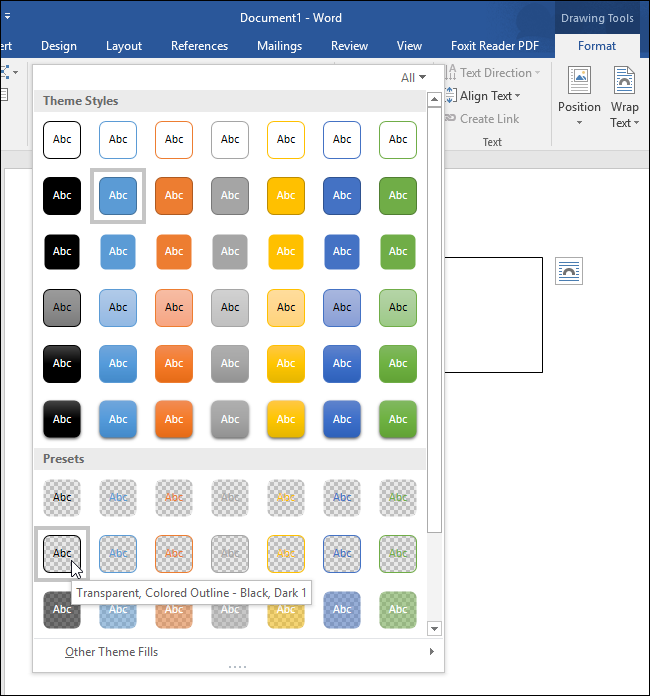 Document1 - Word
Drawing Tools
ert Design Layout References Mailings Review View Foxit Reader PDF Format
All
Text Direction
Align Text
Create Link
Text
Position
Wrap
Text
Theme Styles
Abc Abc Abc Abc Abc Abc Abc
Abc Abc Abc Abc Abc Abc Abc
Abc Abc Abc Abc Abc Abc Abc
Abc Abc Abc Abc Abc Abc Abc
Abc Abc Abc Abc Abc Abc Abc
Abc Abc Abc Abc Abc Abc Abc
Presets
Abc Abc Abc Abc Abc Abc Abc
Abc Abc Abc Abc Abc Abc Abc
Transparent, Colored Outline - Black, Dark 1
Abc Abc Abc Abc Abc Abc Abc
Other Theme Fills